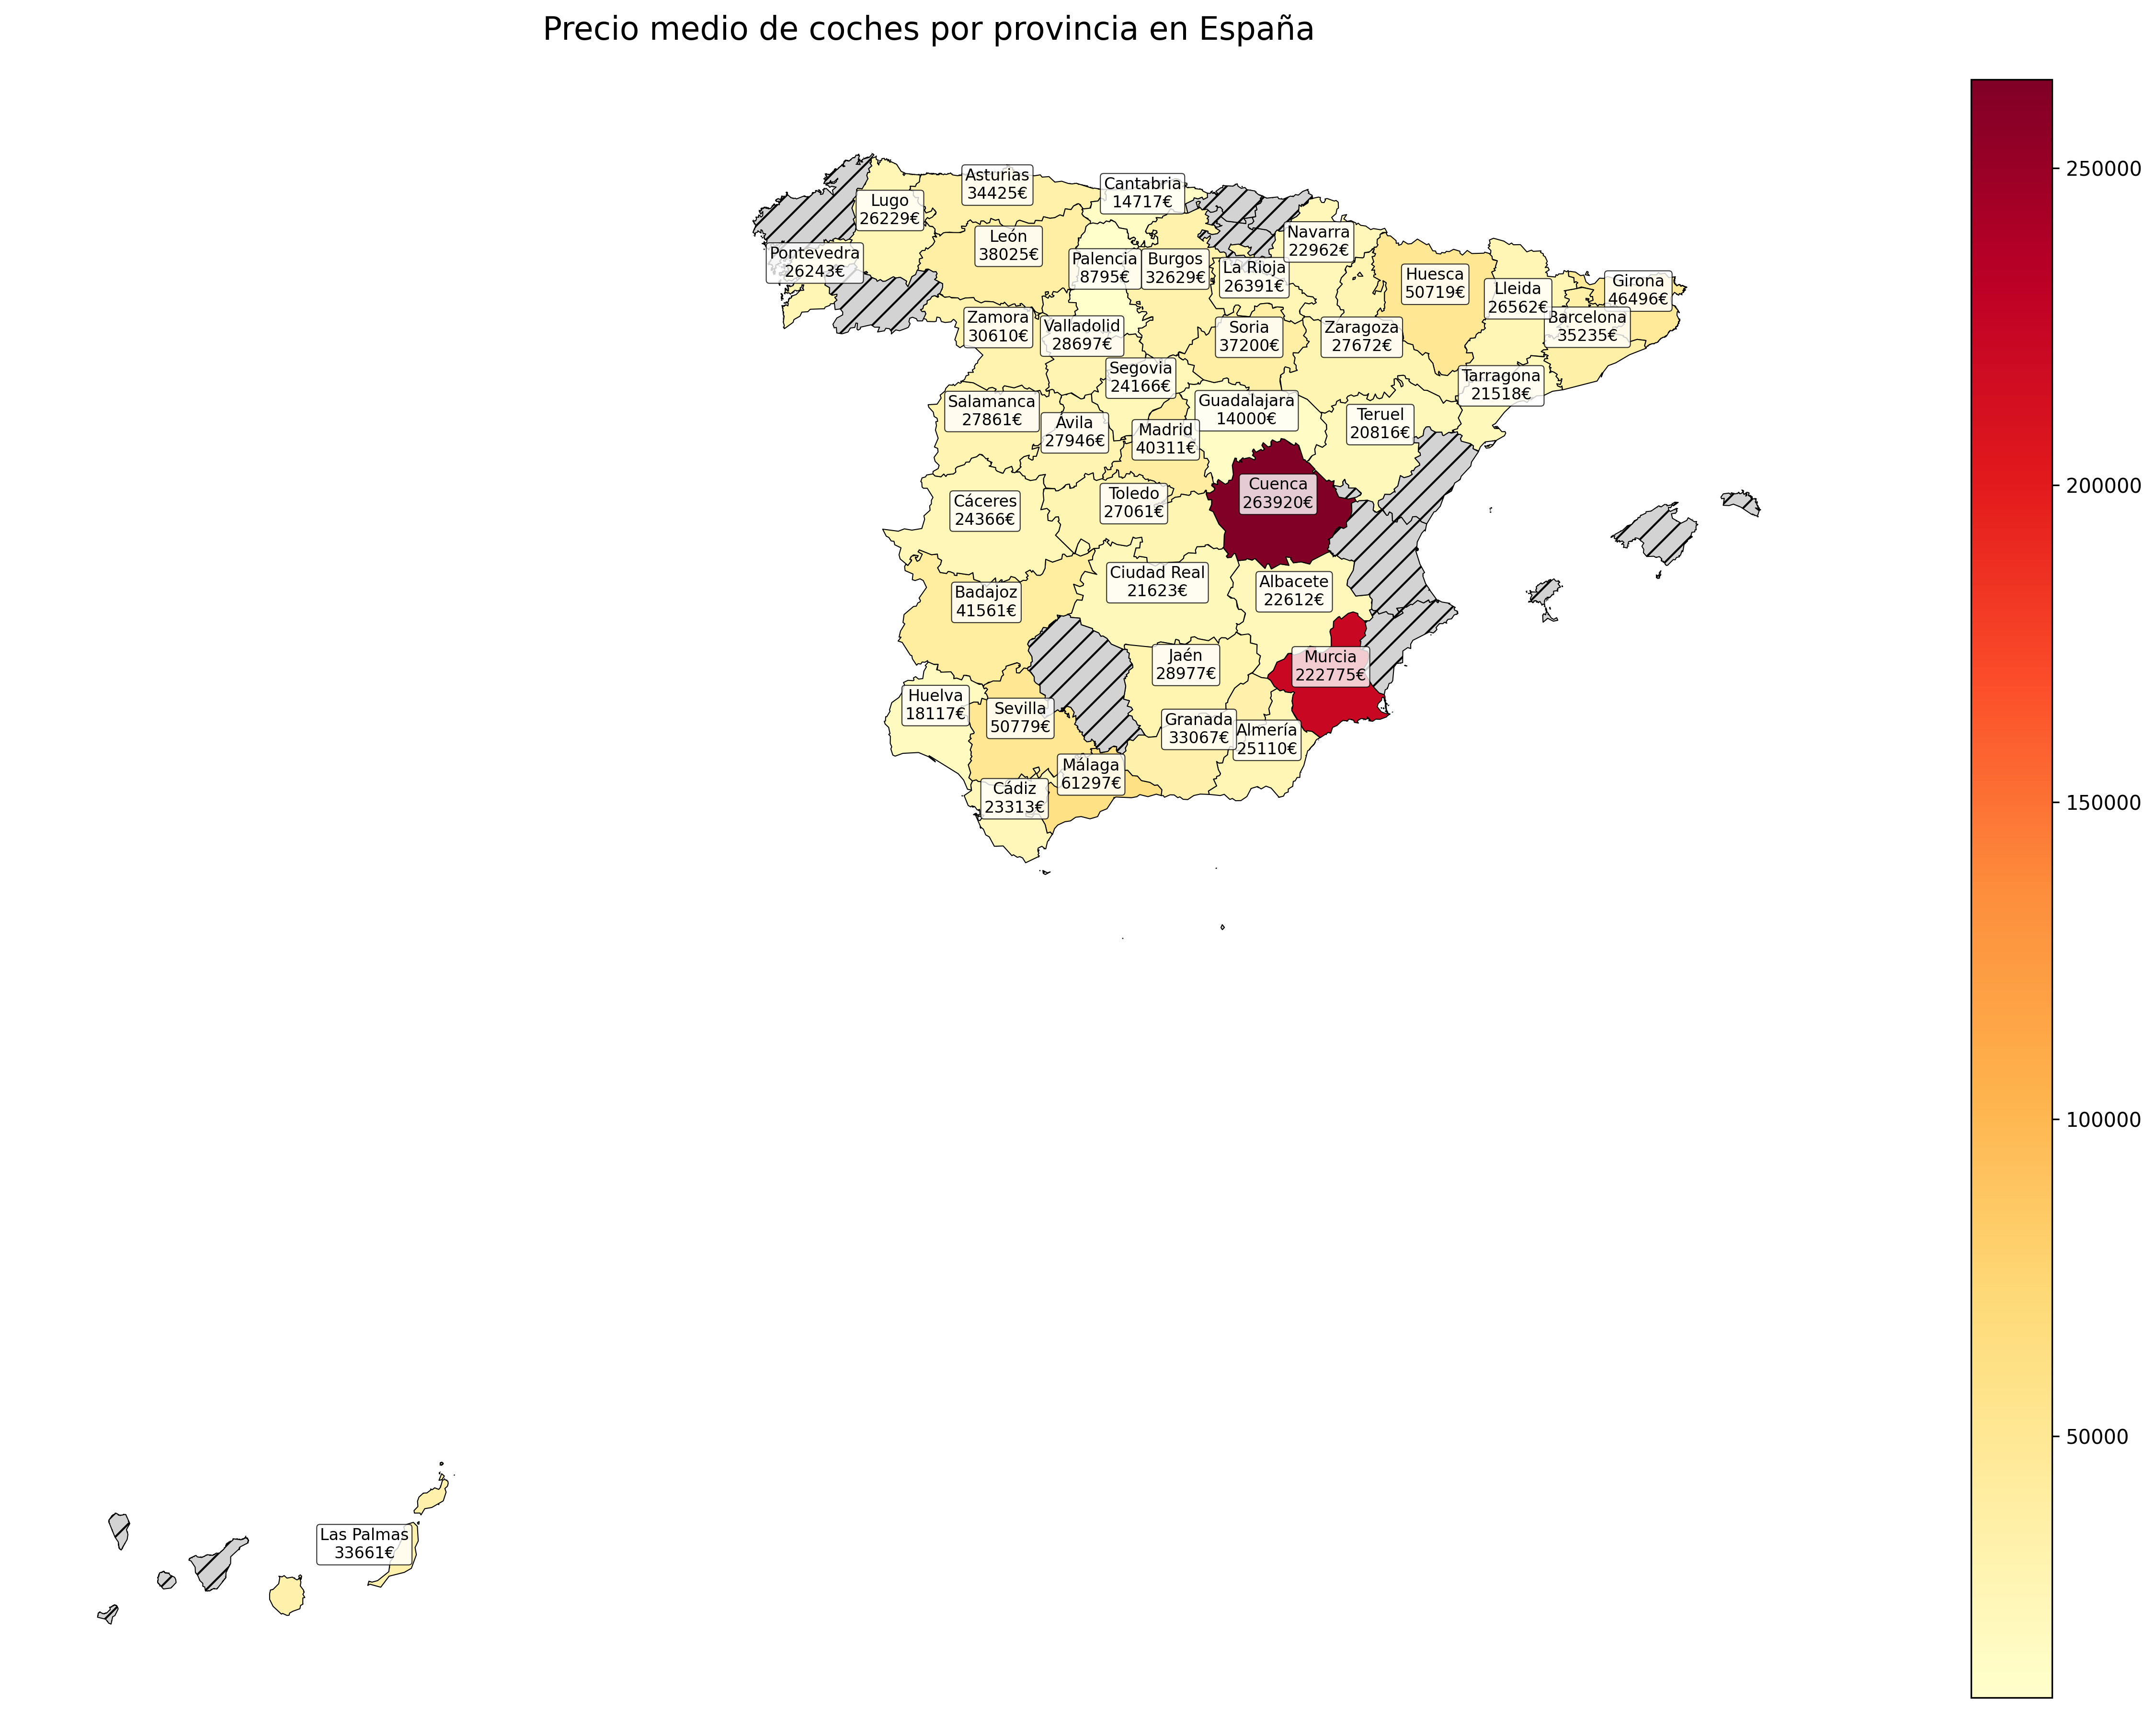 Precio medio de coches por provincia en España
Asturias
34425€
Cantabria
14717€
Lugo
26229€
Navarra
22962€
León
38025€
Pontevedra
26243€
Palencia
8795€
Burgos
32629€
La Rioja
26391€
Huesca
50719€
Lleida
26562€
Girona
46496€
Barcelona
35235€
Zamora
30610€
Valladolid
28697€
Soria
37200€
Zaragoza
27672€
Segovia
24166€
Tarragona
21518€
Salamanca
27861€
Guadalajara
14000€
Teruel
20816€
Ávila
27946€
Madrid
40311€
Cuenca
263920€
Toledo
27061€
Cáceres
24366€
Ciudad Real
21623€
Albacete
22612€
Badajoz
41561€
Jaén
28977€
Murcia
222775€
Huelva
18117€
Sevilla
50779€
Granada
33067€
Almería
25110€
Málaga
61297€
Cádiz
23313€
Las Palmas
33661€
250000
200000
150000
100000
50000